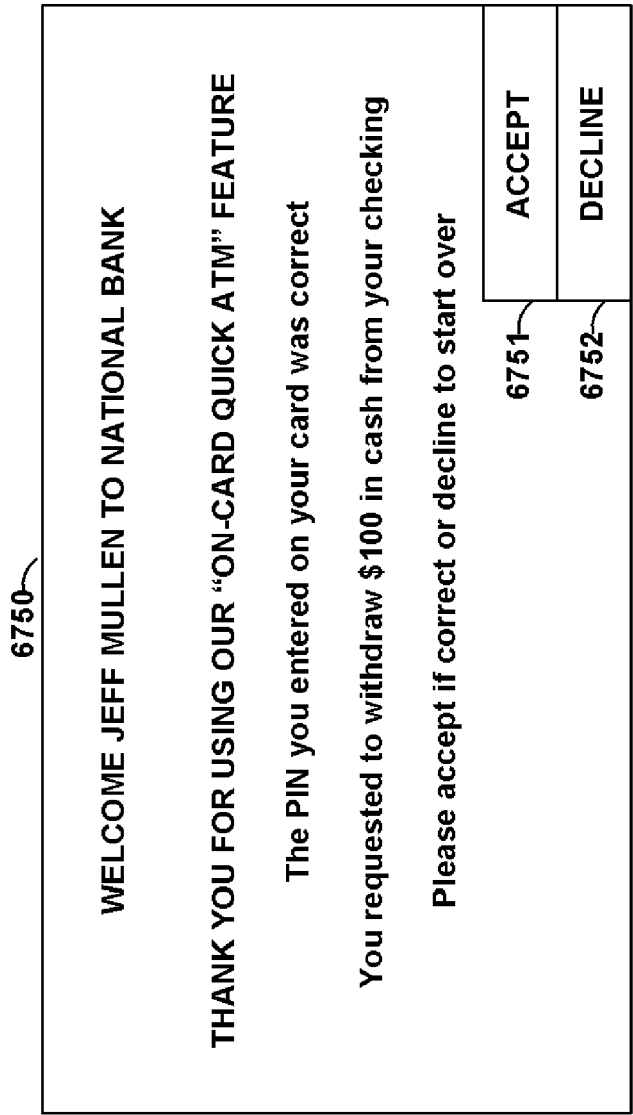 6750
WELCOME JEFF MULLEN TO NATIONAL BANK
THANK YOU FOR USING OUR “ON-CARD QUICK ATM” FEATURE
The PIN you entered on your card was correct
You requested to withdraw $100 in cash from your checking
Please accept if correct or decline to start over
6751
ACCEPT
6752
DECLINE